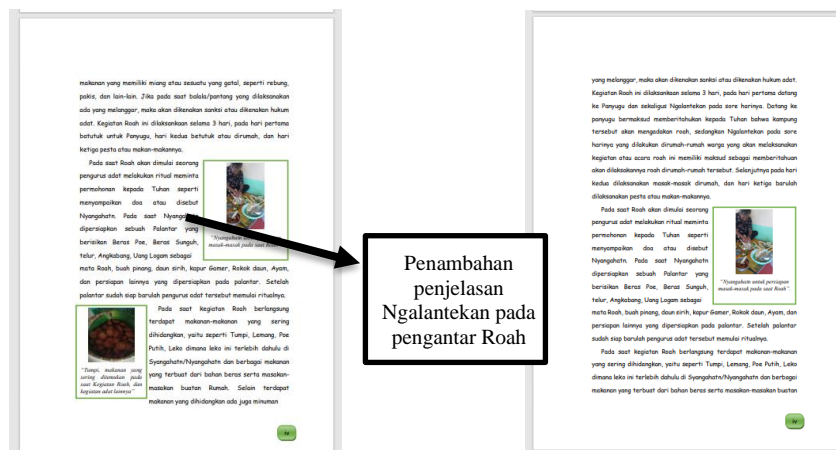 makanan yang memiliki miang atau sesuatu yang gatal, seperti rebung,
pakis, dan lain-lain. Jika pada saat balala/pantang yang dilaksanakan
ada yang melanggar, maka akan dikenakan sanksi atau dikenakan hukum
adat. Kegiatan Roah ini dilaksanakan selama 3 hari, pada hari pertama
batutuk untuk Panyugu, hari kedua betutuk atau dirumah, dan hari
ketiga pesta atau makan-makannya.
Pada saat Roah akan dimulai seorang
pengurus adat melakukan ritual meminta
permohonan kepada Tuhan seperti
menyampaikan doa atau disebut
Nyangahatn. Pada saat
dipersiapkan sebuah Palantar yang
berisikan Beras Poe, Beras Sunguh,
telur, Angkabang, Uang Logam sebagai
mata Roah, buah pinang, daun sirih, kapur Gamer, Rokok daun, Ayam,
dan persiapan lainnya yang dipersiapkan pada palantar. Setelah
palantar sudah siap barulah pengurus adat tersebut memulai ritualnya.
"Nyangahatn untuk
masak-masak pada saat
Pada saat kegiatan Roah berlangsung
terdapat makanan-makanan yang sering
dihidangkan, yaitu seperti Tumpi, Lemang, Poe
Putih, Leko dimana leko ini terlebih dahulu di
Syangahatn/Nyangahatn dan berbagai makanan
yang terbuat dari bahan beras serta masakan-
masakan buatan Rumah. Selain terdapat
makanan yang dihidangkan ada juga minuman
"Tumpi, makanan yang
sering ditemukan pada
saat Kegiatan Roah, dan
kegiatan adat lainnya"
iv
Penambahan
penjelasan
Ngalantekan pada
pengantar Roah
yang melanggar, maka akan dikenakan sanksi atau dikenakan hukum adat.
Kegiatan Roah ini dilaksanakaan selama 3 hari, pada hari pertama datang
ke Panyugu dan sekaligus Ngalantekan pada sore harinya. Datang ke
panyugu bermaksud memberitahukan kepada Tuhan bahwa kampung
tersebut akan mengadakan roah, sedangkan Ngalantekan pada sore
harinya yang dilakukan dirumah-rumah warga yang akan melaksanakan
kegiatan atau acara roah ini memiliki maksud sebagai memberitahuan
akan dilaksakannya roah dirumah-rumah tersebut. Selanjutnya pada hari
kedua dilaksanakan masak-masak dirumah, dan hari ketiga barulah
dilaksanakan pesta atau makan-makannya.
Pada saat Roah akan dimulai seorang
pengurus adat melakukan ritual meminta
permohonan kepada Tuhan seperti
menyampaikan doa atau disebut
Nyangahatn. Pada saat Nyangahatn
dipersiapkan sebuah Palantar yang
berisikan Beras Poe, Beras Sunguh,
telur, Angkabang, Uang Logam sebagai
mata Roah, buah pinang, daun sirih, kapur Gamer, Rokok daun, Ayam, dan
persiapan lainnya yang dipersiapkan pada palantar. Setelah palantar
sudah siap barulah pengurus adat tersebut memulai ritualnya.
"Nyangahatn untuk persiapan
masak-masak pada saat Roah"
Pada saat kegiatan Roah berlangsung terdapat makanan-makanan
yang sering dihidangkan, yaitu seperti Tumpi, Lemang, Poe Putih, Leko
dimana leko ini terlebih dahulu di Syangahatn/Nyangahatn dan berbagai
makanan yang terbuat dari bahan beras serta masakan-masakan buatan
iv